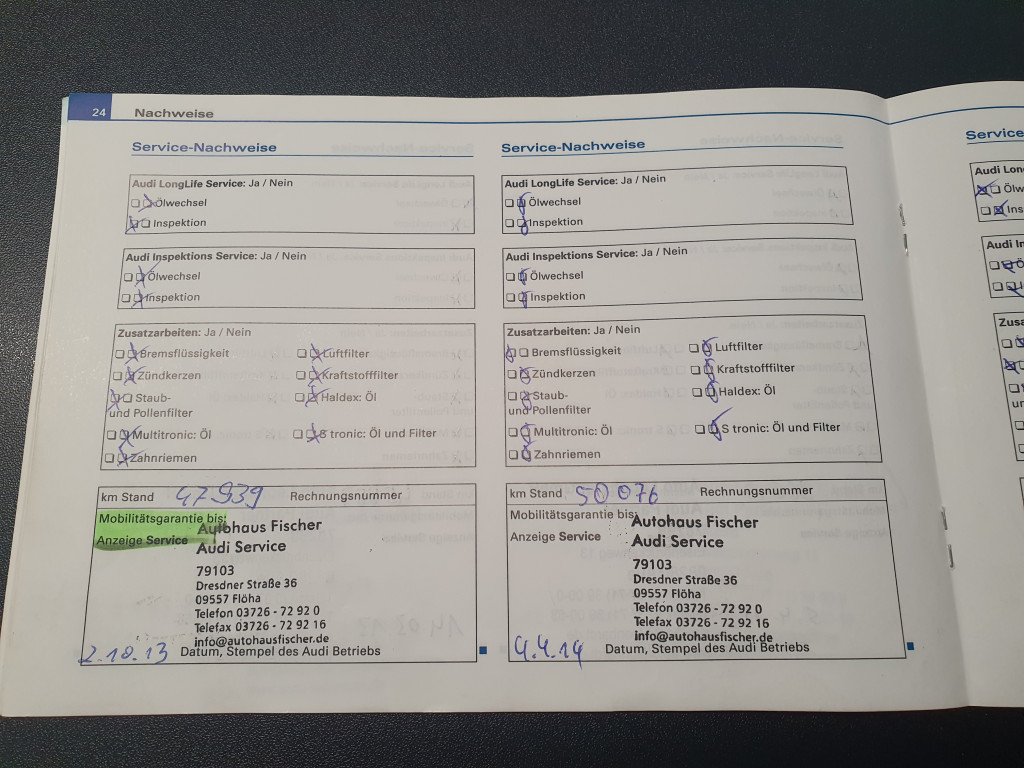 24 Nachweise
Service-Nachweise
Audi LongLife Service: Ja / Nein
Ölwechsel
Inspektion
Audi Inspektions Service: Ja / Nein
Ölwechsel
Inspektion
Zusatzarbeiten: Ja / Nein
Bremsflüssigkeit
Luftfilter
Zündkerzen
Kraftstofffilter
Staub-
und Pollenfilter
Haldex: Öl
Multitronic: Öl
S tronic: Öl und Filter
Zahnriemen
km Stand 47939 Rechnungsnummer
Mobilitätsgarantie bis:
Anzeige Service
Autohaus Fischer
Audi Service
79103
Dresdner Straße 36
09557 Flöha
Telefon 03726 - 72 92 0
Telefax 03726 - 72 92 16
info@autohausfischer.de
2.10.13 Datum, Stempel des Audi Betriebs
Service-Nachweise
Audi LongLife Service: Ja / Nein
Ölwechsel
Inspektion
Audi Inspektions Service: Ja / Nein
Ölwechsel
Inspektion
Zusatzarbeiten: Ja / Nein
Bremsflüssigkeit
Luftfilter
Zündkerzen
Kraftstofffilter
Staub-
und Pollenfilter
Haldex: Öl
Multitronic: Öl
S tronic: Öl und Filter
Zahnriemen
km Stand 50076 Rechnungsnummer
Mobilitätsgarantie bis:
Anzeige Service
Autohaus Fischer
Audi Service
79103
Dresdner Straße 36
09557 Flöha
Telefon 03726 - 72 92 0
Telefax 03726 - 72 92 16
info@autohausfischer.de
4.4.14 Datum, Stempel des Audi Betriebs
Service
Audi Lon
Ölw
Ins
Audi In
Zusa